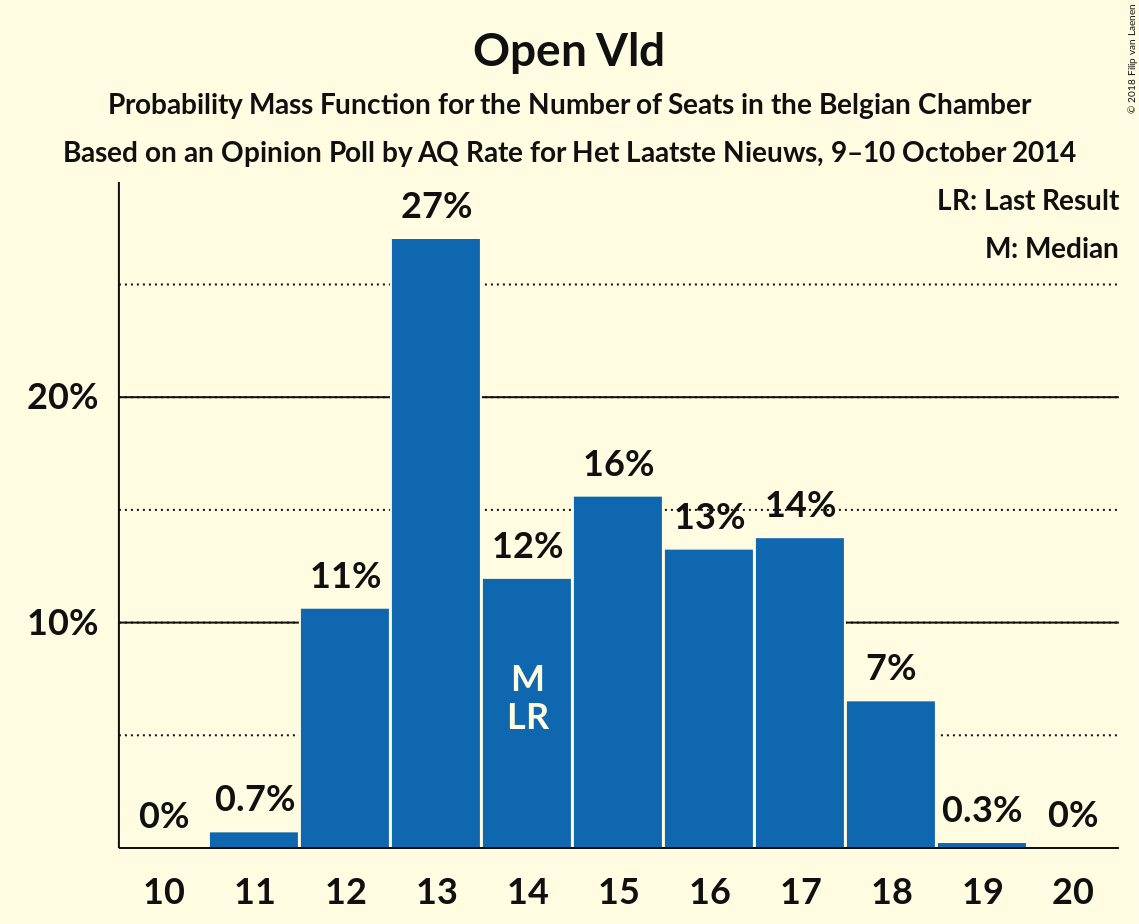 Open Vld
Probability Mass Function for the Number of Seats in the Belgian Chamber
Based on an Opinion Poll by AQ Rate for Het Laatste Nieuws, 9–10 October 2014
© 2018 Filip van Laenen
LR: Last Result
M: Median
20%
10%
0%
0.7%
11%
27%
12%
16%
13%
14%
7%
0.3%
0%
M
LR
10 11 12 13 14 15 16 17 18 19 20